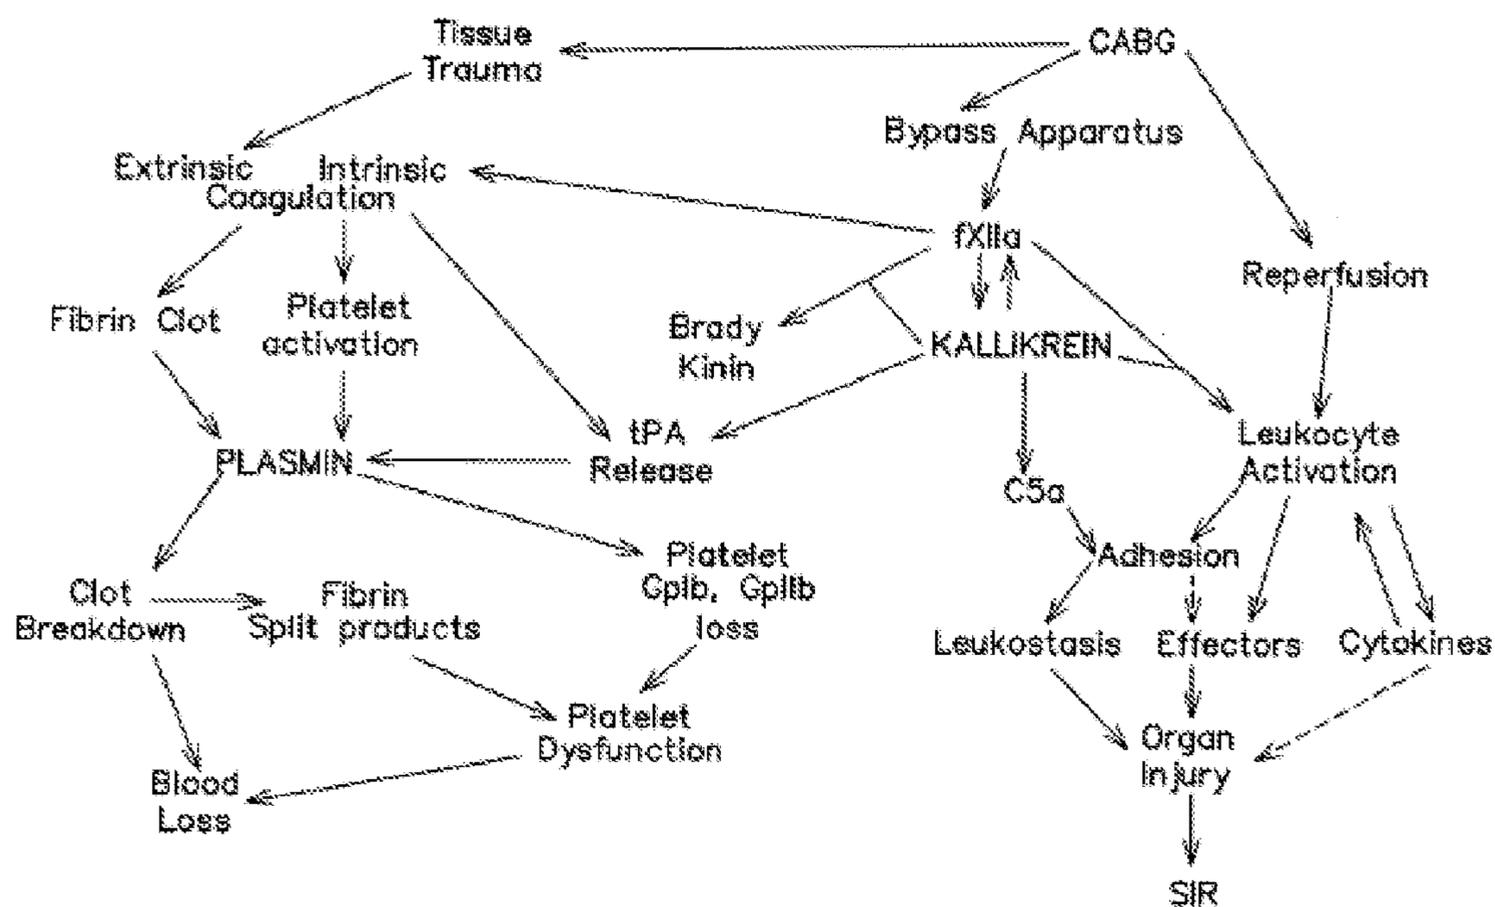 Tissue
Trauma
CABG
Bypass Apparatus
Extrinsic Intrinsic
Coagulation
fXIIa
Reperfusion
Fibrin Clot
Platelet
activation
Brady
Kinin
KALLIKREIN
PLASMIN
tPA
Release
Leukocyte
Activation
C5a
Adhesion
Clot
Breakdown
Fibrin
Split products
Platelet
GpIb, GpIIb
loss
Leukostasis
Effectors
Cytokines
Platelet
Dysfunction
Organ
Injury
Blood
Loss
SIR